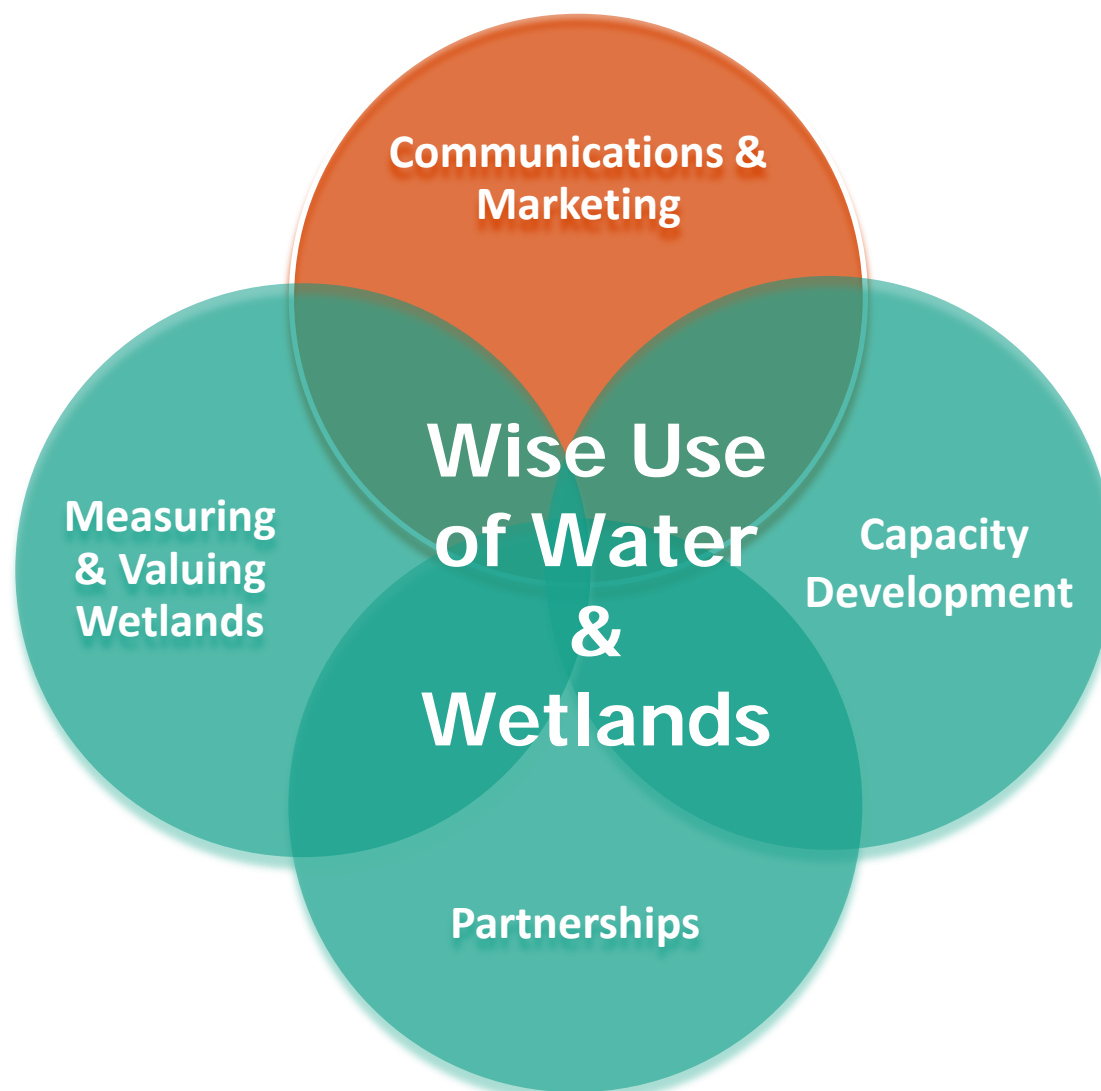 Communications &
Marketing
Wise Use
of Water
&
Wetlands
Measuring
& Valuing
Wetlands
Capacity
Development
Partnerships